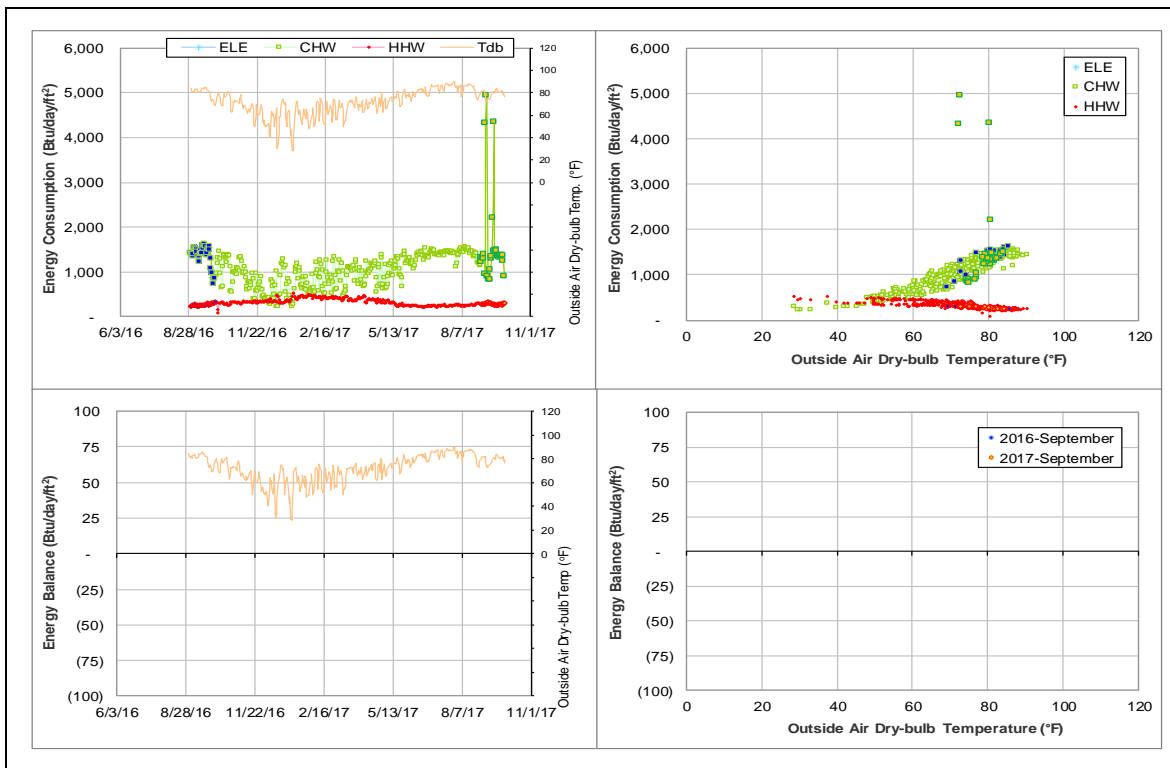 ELE CHW HHW Tdb
Energy Consumption (Btu/day/ft²)
6,000
5,000
4,000
3,000
2,000
1,000
-
120
100
80
60
40
20
0
Outside Air Dry-bulb Temp. (°F)
6/3/16 8/28/16 11/22/16 2/16/17 5/13/17 8/7/17 11/1/17
ELE
CHW
HHW
Energy Consumption (Btu/day/ft²)
6,000
5,000
4,000
3,000
2,000
1,000
-
0 20 40 60 80 100 120
Outside Air Dry-bulb Temperature (°F)
Energy Balance (Btu/day/ft²)
100
75
50
25
-
(25)
(50)
(75)
(100)
120
100
80
60
40
20
0
Outside Air Dry-bulb Temp (°F)
6/3/16 8/28/16 11/22/16 2/16/17 5/13/17 8/7/17 11/1/17
2016-September
2017-September
Energy Balance (Btu/day/ft²)
100
75
50
25
-
(25)
(50)
(75)
(100)
0 20 40 60 80 100 120
Outside Air Dry-bulb Temperature (°F)